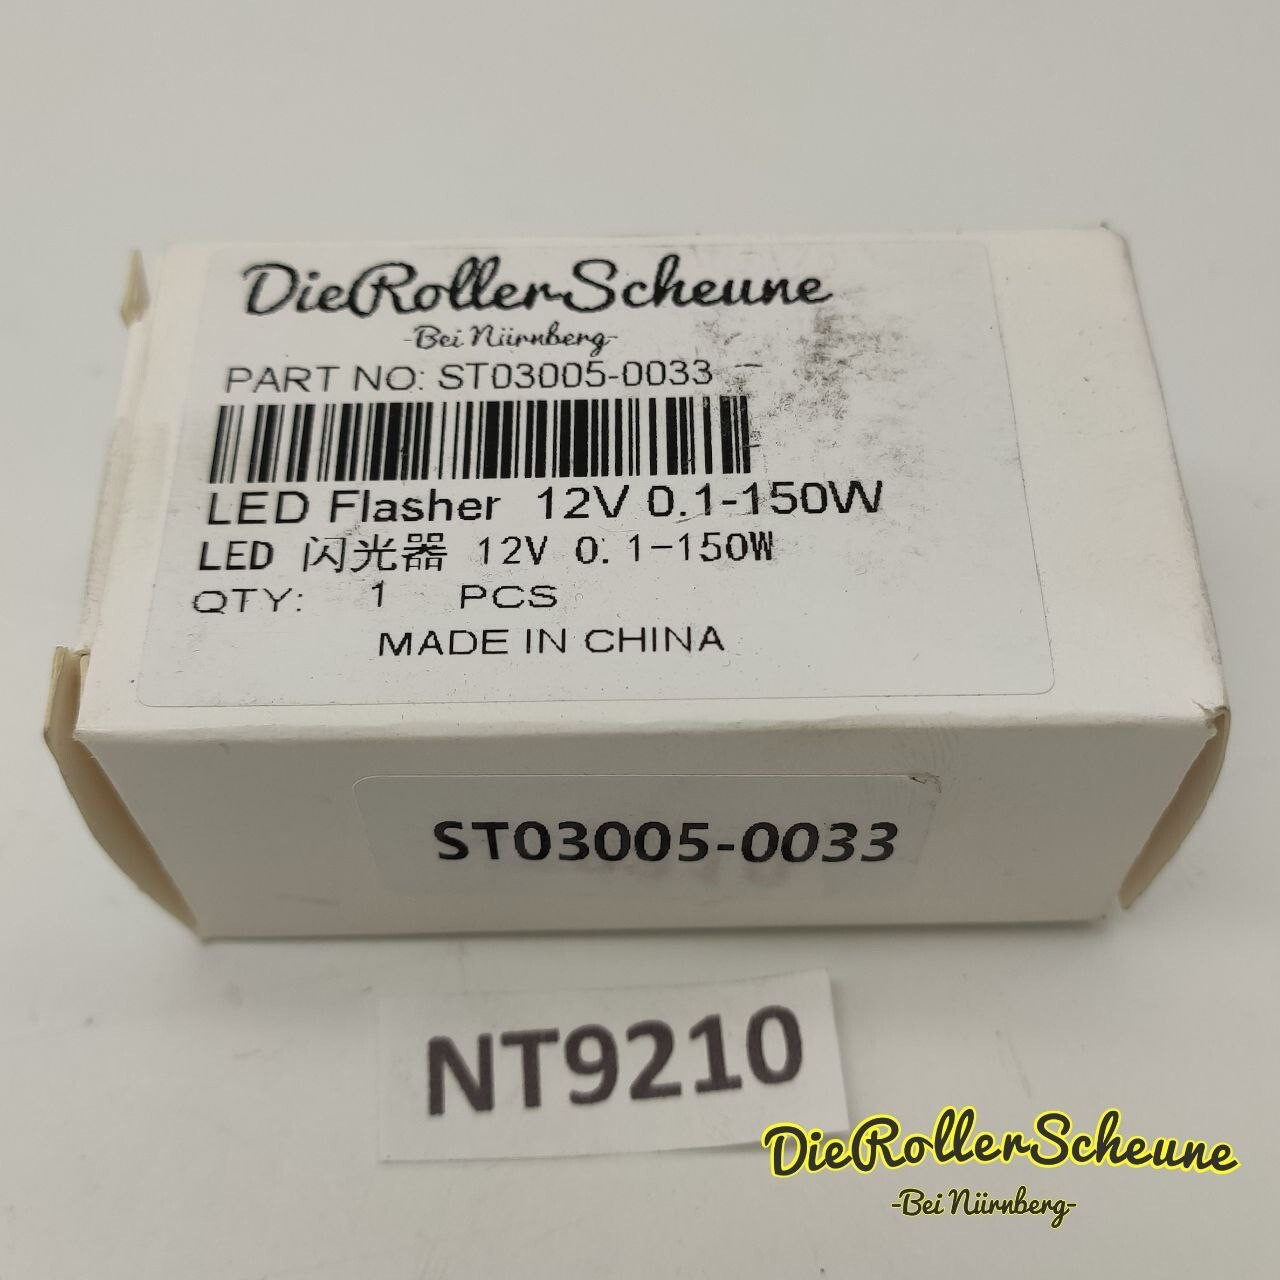 DieRollerScheune
-Bei Nürnberg-
PART NO: ST03005-0033
LED Flasher 12V 0.1-150W
LED 闪光器 12V 0.1-150W
QTY: 1 PCS
MADE IN CHINA
ST03005-0033
NT9210
DieRollerScheune
-Bei Nürnberg-